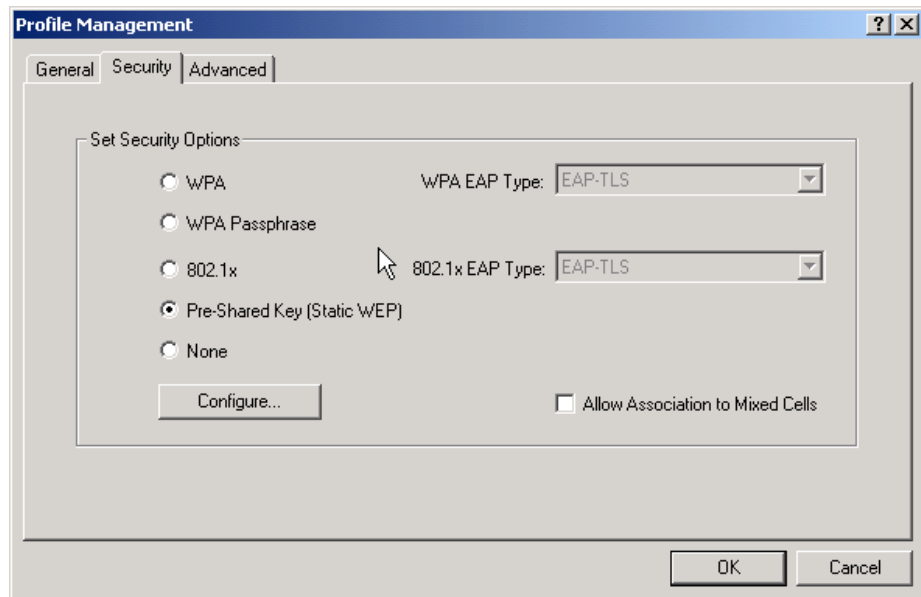 Profile Management
General Security Advanced
Set Security Options
WPA WPA EAP Type: EAP-TLS
WPA Passphrase
802.1x 802.1x EAP Type: EAP-TLS
Pre-Shared Key (Static WEP)
None
Configure... Allow Association to Mixed Cells
OK Cancel